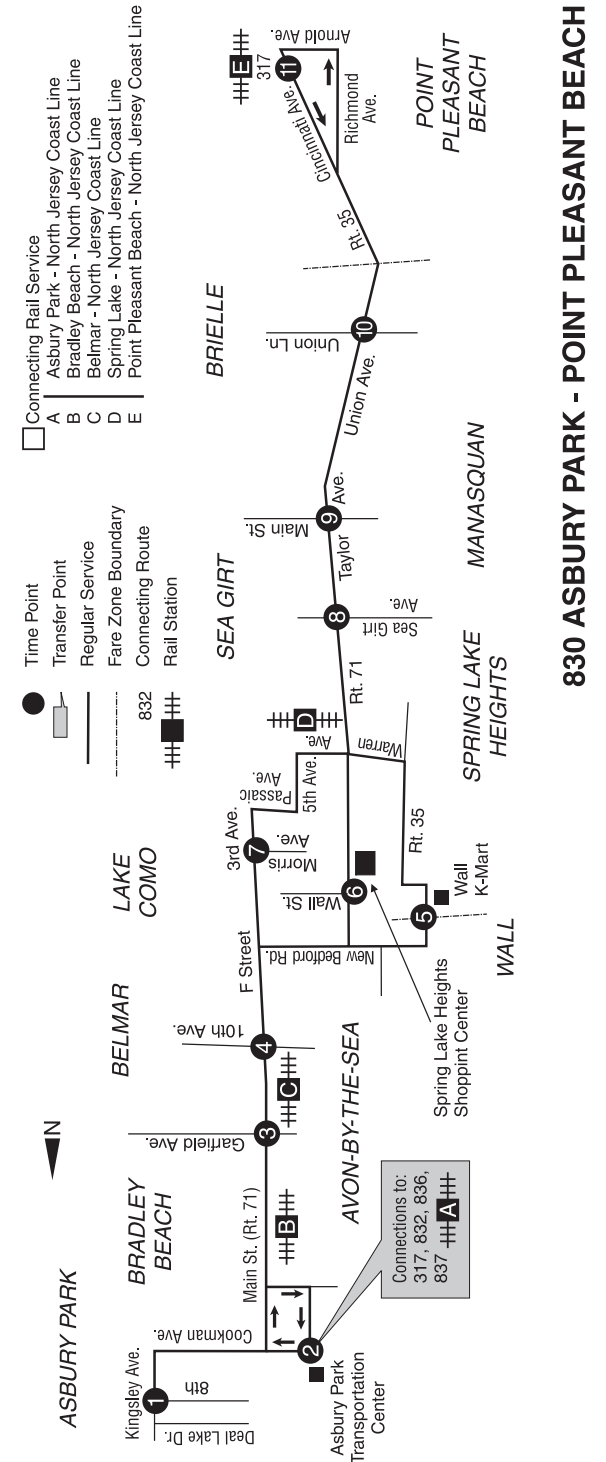 Connecting Rail Service
A Asbury Park - North Jersey Coast Line
B Bradley Beach - North Jersey Coast Line
C Belmar - North Jersey Coast Line
D Spring Lake - North Jersey Coast Line
E Point Pleasant Beach - North Jersey Coast Line
Time Point
Transfer Point
Regular Service
Fare Zone Boundary
832 Connecting Route
Rail Station
N
ASBURY PARK
BRADLEY
BEACH
BELMAR
LAKE
COMO
SEA GIRT
BRIELLE
Kingsley Ave.
1
8th
Deal Lake Dr.
Cookman Ave.
2
Asbury Park
Transportation
Center
Connections to:
317, 832, 836,
837 A
Main St. (Rt. 71)
B
Garfield Ave.
3
C
10th Ave.
4
AVON-BY-THE-SEA
F Street
New Bedford Rd.
3rd Ave.
7
Morris
Ave.
Passaic
Ave.
5th Ave.
Wall St.
6
Spring Lake Heights
Shoppint Center
5
Wall
K-Mart
WALL
Rt. 35
Warren
Ave.
D
SPRING LAKE
HEIGHTS
Rt. 71
8
Sea Girt
Ave.
Taylor
Ave.
Main St.
9
MANASQUAN
Union Ave.
Union Ln.
10
Rt. 35
Cincinnati Ave.
Richmond
Ave.
Arnold Ave.
11
317
E
POINT
PLEASANT
BEACH
830 ASBURY PARK - POINT PLEASANT BEACH